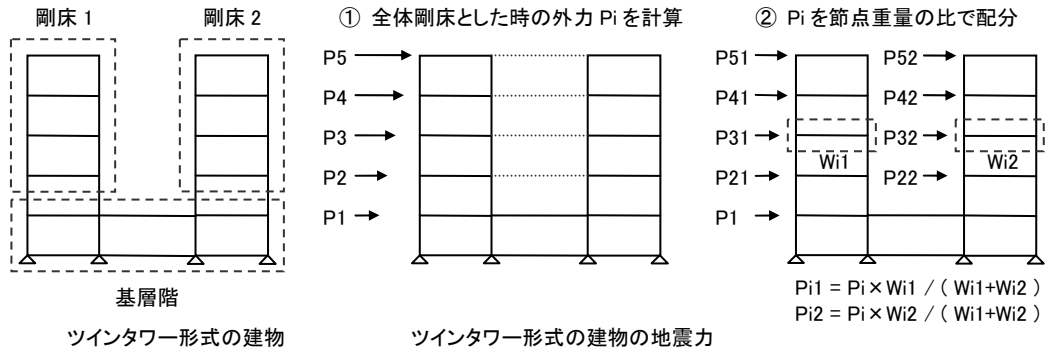 剛床 1
剛床 2
基層階
ツインタワー形式の建物
① 全体剛床とした時の外力 Pi を計算
P5
P4
P3
P2
P1
ツインタワー形式の建物の地震力
② Pi を節点重量の比で配分
P51
P52
P41
P42
P31
P32
Wi1
Wi2
P21
P22
P1
Pi1 = Pi × Wi1 / ( Wi1+Wi2 )
Pi2 = Pi × Wi2 / ( Wi1+Wi2 )